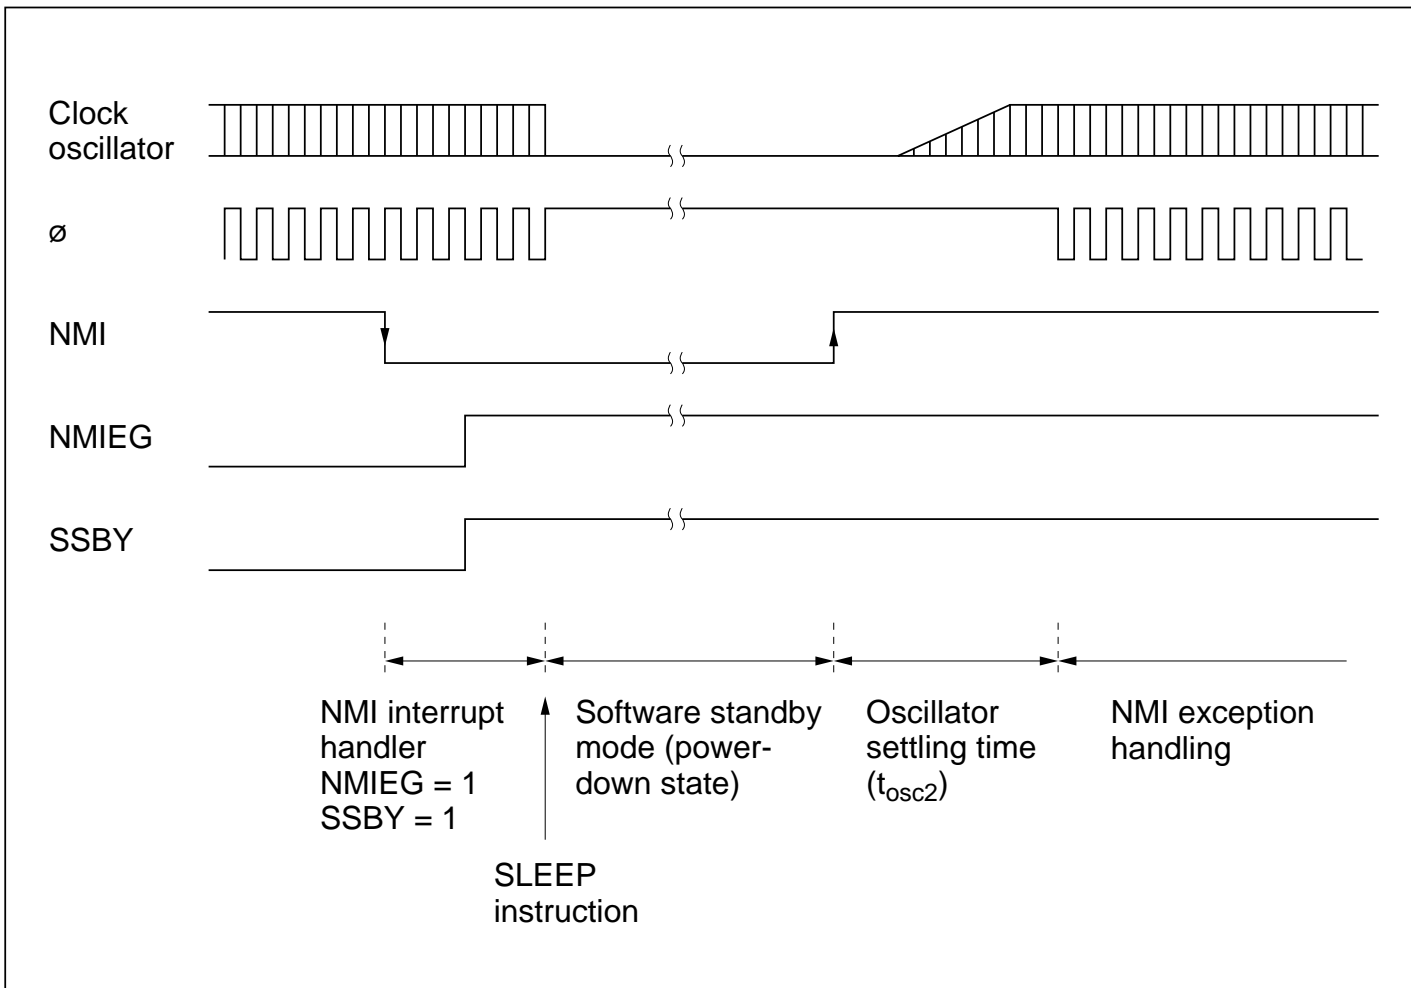 Clock
oscillator
ø
NMI
NMIEG
SSBY
NMI interrupt
handler
NMIEG = 1
SSBY = 1
SLEEP
instruction
Software standby
mode (power-
down state)
Oscillator
settling time
(tosc2)
NMI exception
handling